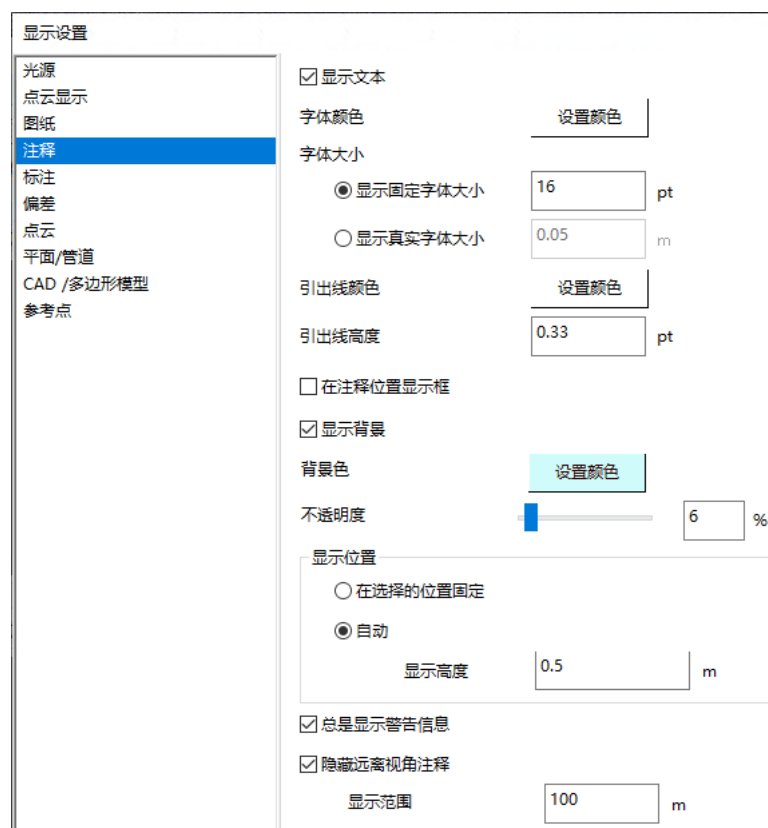 显示设置
光源
点云显示
图纸
注释
标注
偏差
点云
平面/管道
CAD /多边形模型
参考点
显示文本
字体颜色 设置颜色
字体大小
显示固定字体大小 16 pt
显示真实字体大小 0.05 m
引出线颜色 设置颜色
引出线高度 0.33 pt
在注释位置显示框
显示背景
背景色 设置颜色
不透明度 6 %
显示位置
在选择的位置固定
自动
显示高度 0.5 m
总是显示警告信息
隐藏远离视角注释
显示范围 100 m